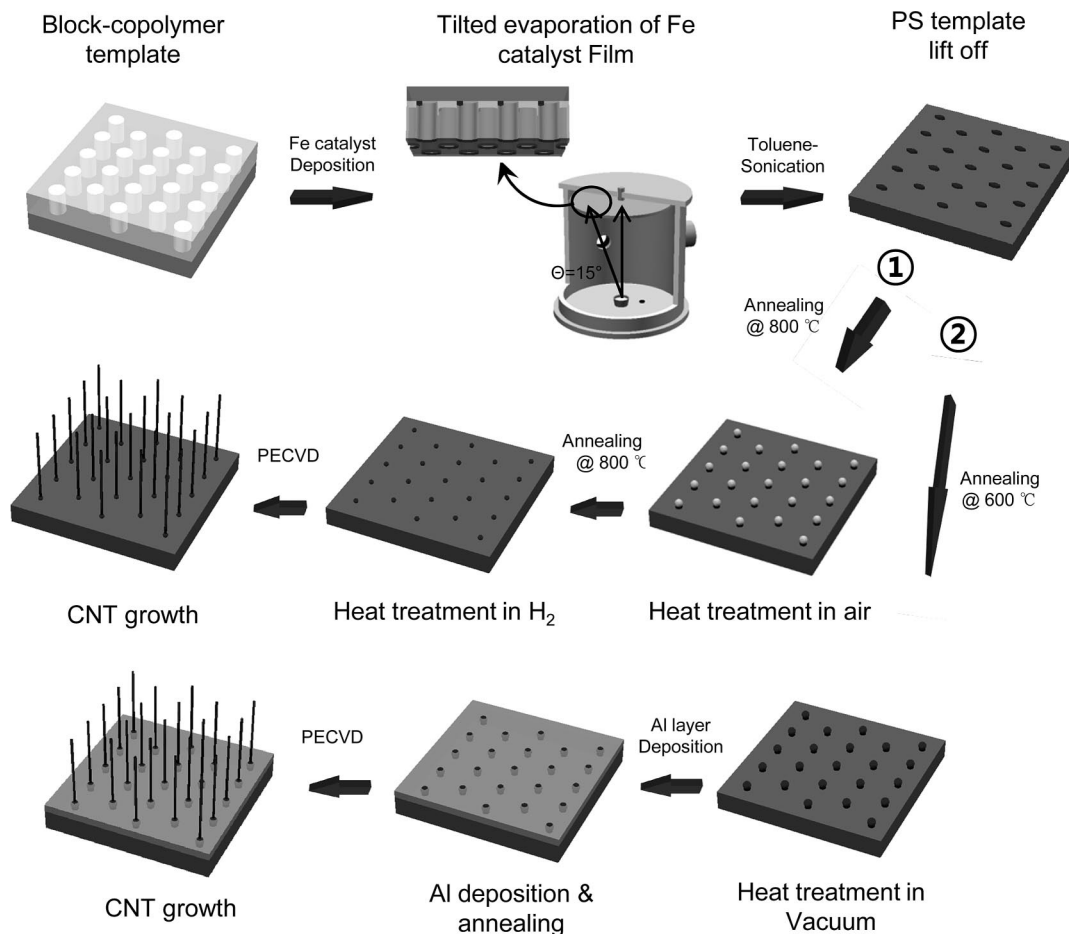 Block-copolymer
template
Tilted evaporation of Fe
catalyst Film
PS template
lift off
Fe catalyst
Deposition
Toluene-
Sonication
Θ=15°
①
Annealing
@ 800 ℃
②
Annealing
@ 600 ℃
PECVD
Annealing
@ 800 ℃
CNT growth
Heat treatment in H₂
Heat treatment in air
PECVD
Al layer
Deposition
CNT growth
Al deposition &
annealing
Heat treatment in
Vacuum